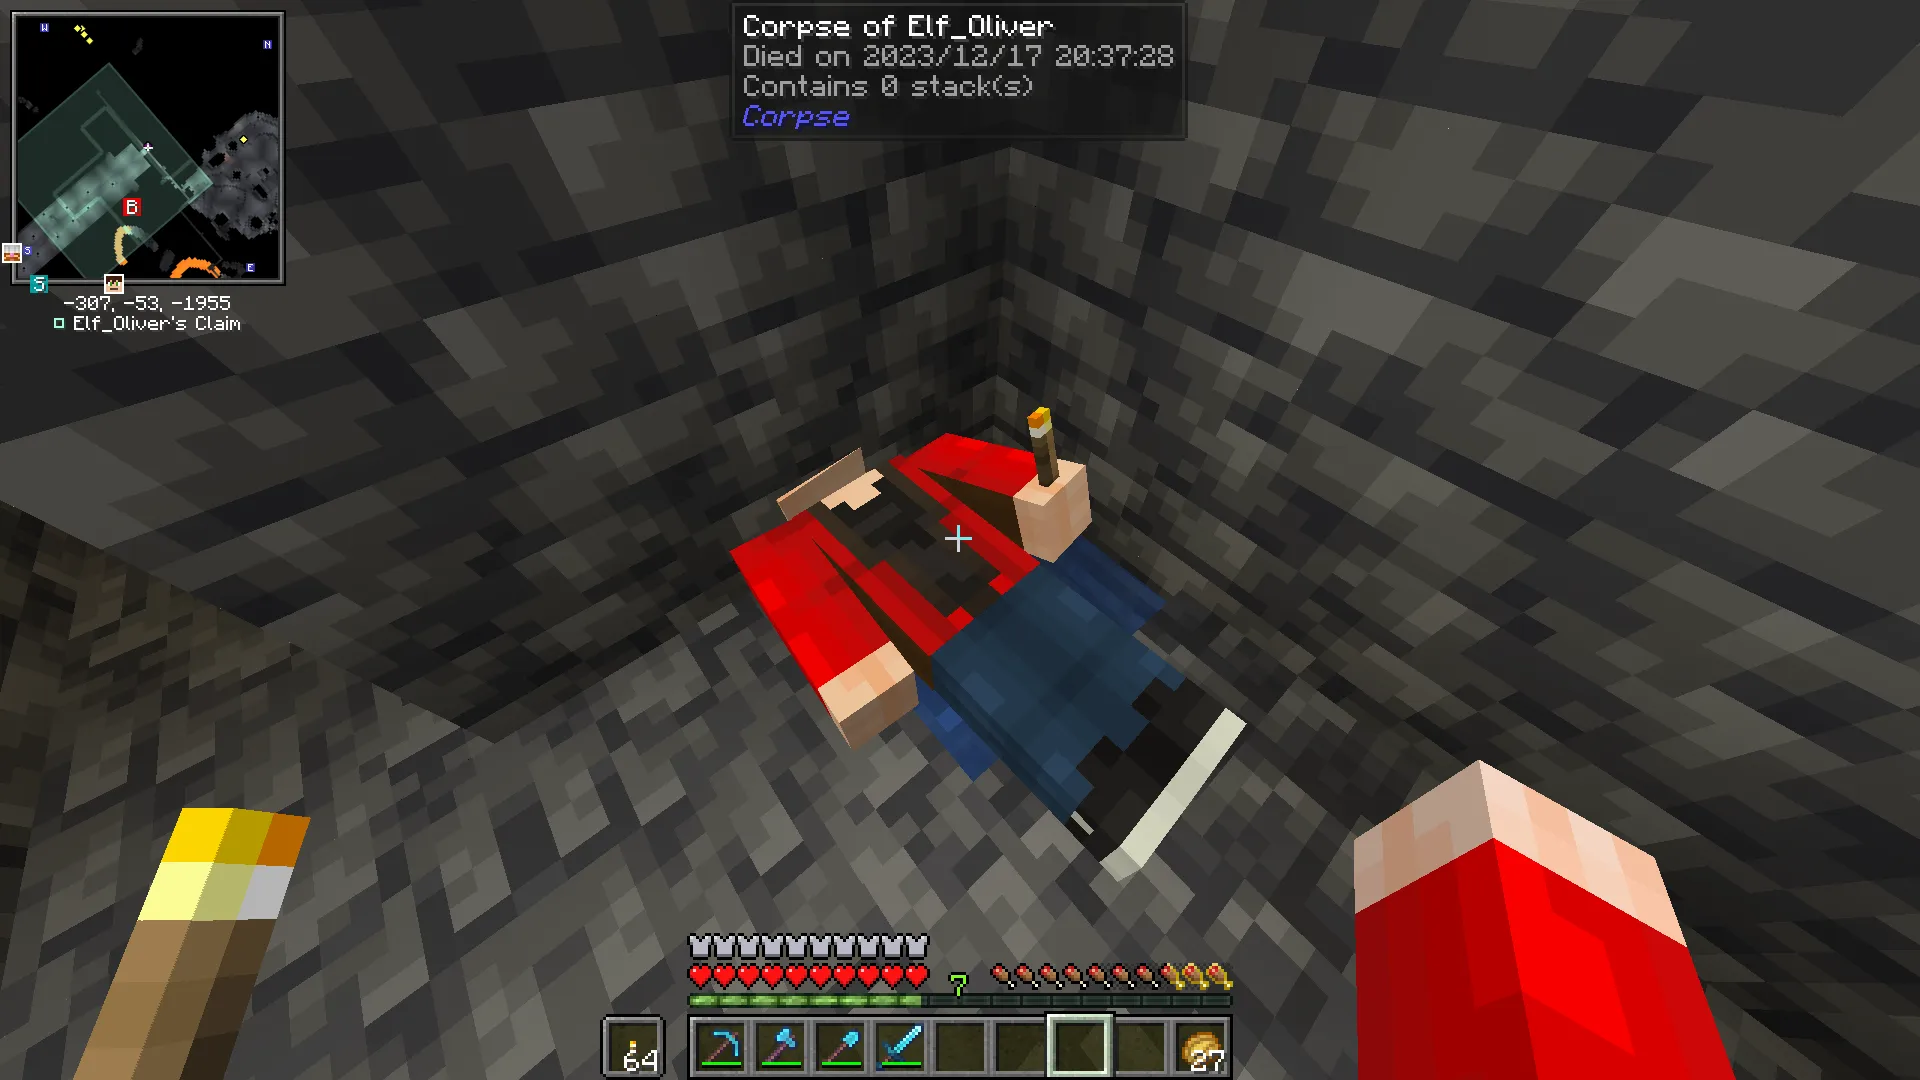 W
N
B
S
E
S
-307, -53, -1955
Elf_Oliver's Claim
Corpse of Elf_Oliver
Died on 2023/12/17 20:37:28
Contains 0 stack(s)
Corpse
7
64
27